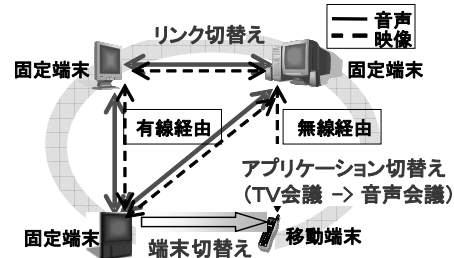 音声
映像
リンク切替え
固定端末
固定端末
有線経由
無線経由
アプリケーション切替え
(TV会議 -> 音声会議)
固定端末
端末切替え
移動端末